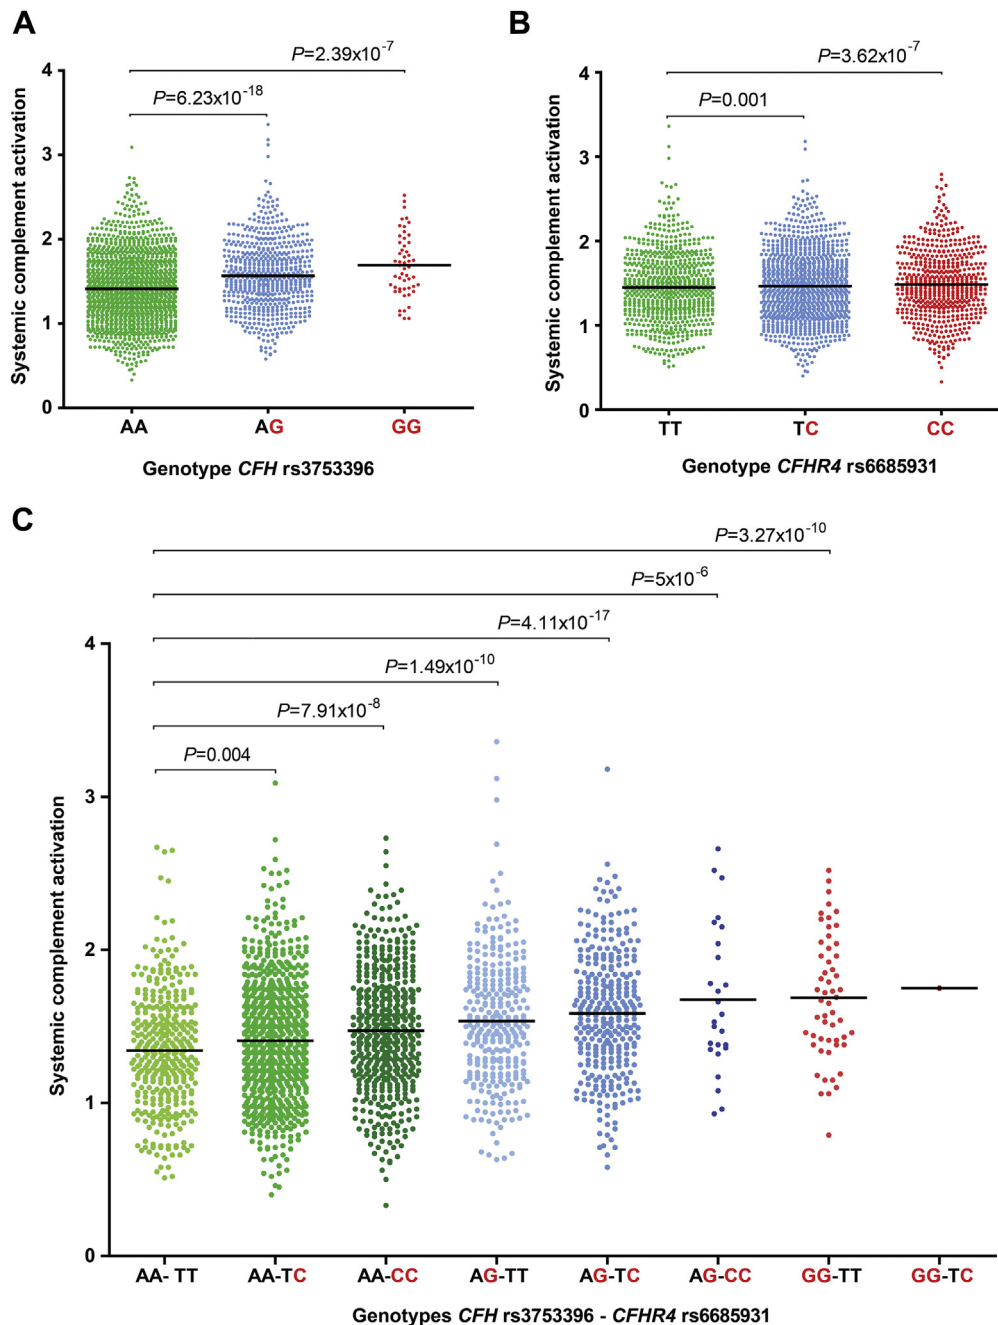 A
P=2.39x10-7
P=6.23x10-18
Systemic complement activation
4
3
2
1
0
AA AG GG
Genotype CFH rs3753396
B
P=3.62x10-7
P=0.001
Systemic complement activation
4
3
2
1
0
TT TC CC
Genotype CFHR4 rs6685931
C
P=3.27x10-10
P=5x10-6
P=4.11x10-17
P=1.49x10-10
P=7.91x10-8
P=0.004
Systemic complement activation
4
3
2
1
0
AA- TT AA-TC AA-CC AG-TT AG-TC AG-CC GG-TT GG-TC
Genotypes CFH rs3753396 - CFHR4 rs6685931